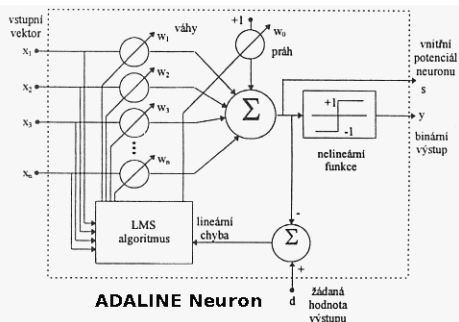 vstupní
vektor
váhy
+1
w₀
práh
x₁
w₁
x₂
w₂
x₃
w₃
xₙ
wₙ
Σ
+1
-1
nelineární
funkce
vnitřní
potenciál
neuronu
s
y
binární
výstup
LMS
algoritmus
lineární
chyba
-
Σ
+
d
žádaná
hodnota
výstupu
ADALINE Neuron